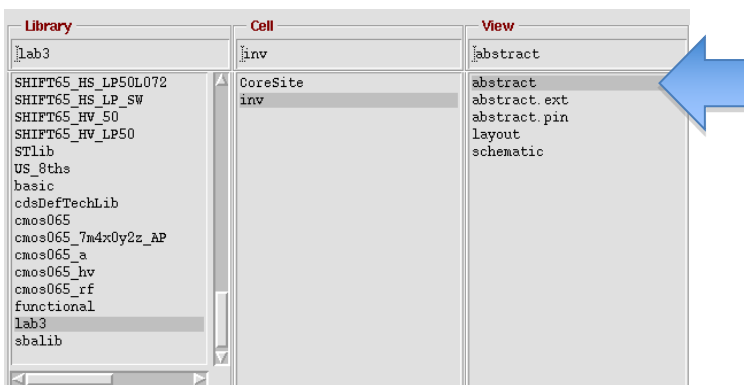 Library
lab3
SHIFT65_HS_LP50L072
SHIFT65_HS_LP_SW
SHIFT65_HV_50
SHIFT65_HV_LP50
STlib
US_8ths
basic
cdsDefTechLib
cmos065
cmos065_7m4x0y2z_AP
cmos065_a
cmos065_hv
cmos065_rf
functional
lab3
sbalib
Cell
inv
CoreSite
inv
View
abstract
abstract
abstract.ext
abstract.pin
layout
schematic